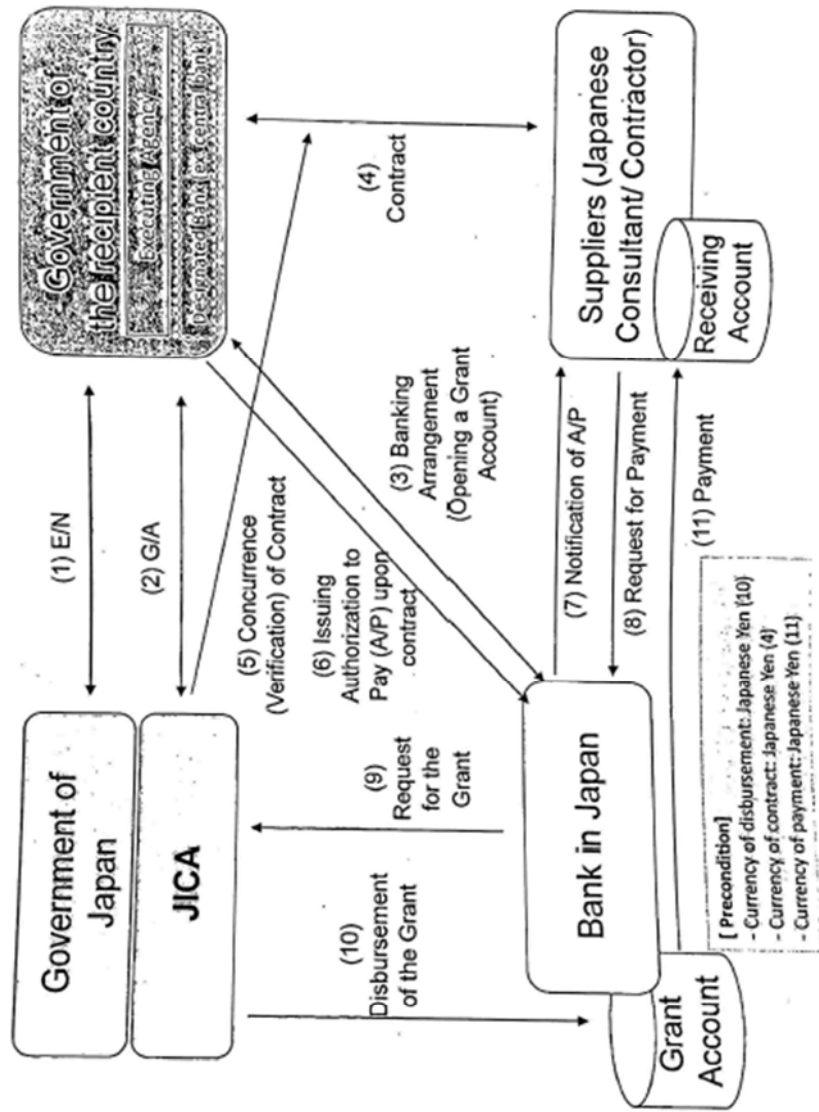 Government of
Japan
JICA
(1) E/N
(2) G/A
Government of
the recipient country
Executing Agency
Designated Bank (ex central bank)
(5) Concurrence
(Verification) of Contract
(6) Issuing
Authorization to
Pay (A/P) upon
contract
(3) Banking
Arrangement
(Opening a Grant
Account)
(4)
Contract
(9)
Request
for the
Grant
(10)
Disbursement
of the Grant
Bank in Japan
Grant
Account
(7) Notification of A/P
(8) Request for Payment
(11) Payment
Suppliers (Japanese
Consultant/ Contractor)
Receiving
Account
[ Precondition]
- Currency of disbursement: Japanese Yen (10)
- Currency of contract: Japanese Yen (4)
- Currency of payment: Japanese Yen (11)